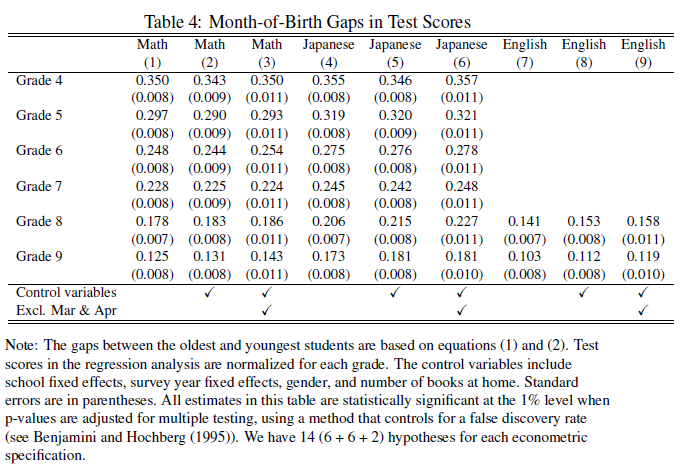 Table 4: Month-of-Birth Gaps in Test Scores
Math Math Math Japanese Japanese Japanese English English English
(1) (2) (3) (4) (5) (6) (7) (8) (9)
Grade 4 0.350 0.343 0.350 0.355 0.346 0.357
(0.008) (0.009) (0.011) (0.008) (0.008) (0.011)
Grade 5 0.297 0.290 0.293 0.319 0.320 0.321
(0.008) (0.009) (0.011) (0.008) (0.009) (0.011)
Grade 6 0.248 0.244 0.254 0.275 0.276 0.278
(0.008) (0.009) (0.011) (0.008) (0.008) (0.011)
Grade 7 0.228 0.225 0.224 0.245 0.242 0.248
(0.008) (0.009) (0.011) (0.008) (0.008) (0.011)
Grade 8 0.178 0.183 0.186 0.206 0.215 0.227 0.141 0.153 0.158
(0.007) (0.008) (0.011) (0.007) (0.008) (0.011) (0.007) (0.008) (0.011)
Grade 9 0.125 0.131 0.143 0.173 0.181 0.181 0.103 0.112 0.119
(0.008) (0.008) (0.011) (0.008) (0.008) (0.010) (0.008) (0.008) (0.010)
Control variables ✓ ✓ ✓ ✓ ✓ ✓
Excl. Mar & Apr ✓ ✓ ✓
Note: The gaps between the oldest and youngest students are based on equations (1) and (2). Test
scores in the regression analysis are normalized for each grade. The control variables include
school fixed effects, survey year fixed effects, gender, and number of books at home. Standard
errors are in parentheses. All estimates in this table are statistically significant at the 1% level when
p-values are adjusted for multiple testing, using a method that controls for a false discovery rate
(see Benjamini and Hochberg (1995)). We have 14 (6 + 6 + 2) hypotheses for each econometric
specification.